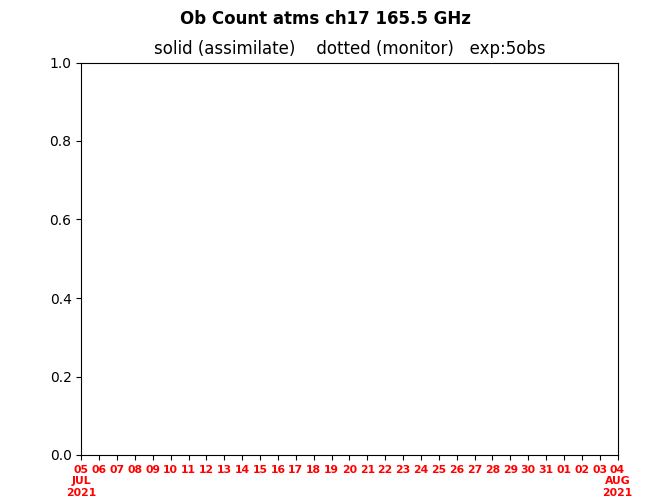 Ob Count atms ch17 165.5 GHz
solid (assimilate)    dotted (monitor)   exp:5obs
1.0
0.8
0.6
0.4
0.2
0.0
05 06 07 08 09 10 11 12 13 14 15 16 17 18 19 20 21 22 23 24 25 26 27 28 29 30 31 01 02 03 04
JUL AUG
2021 2021